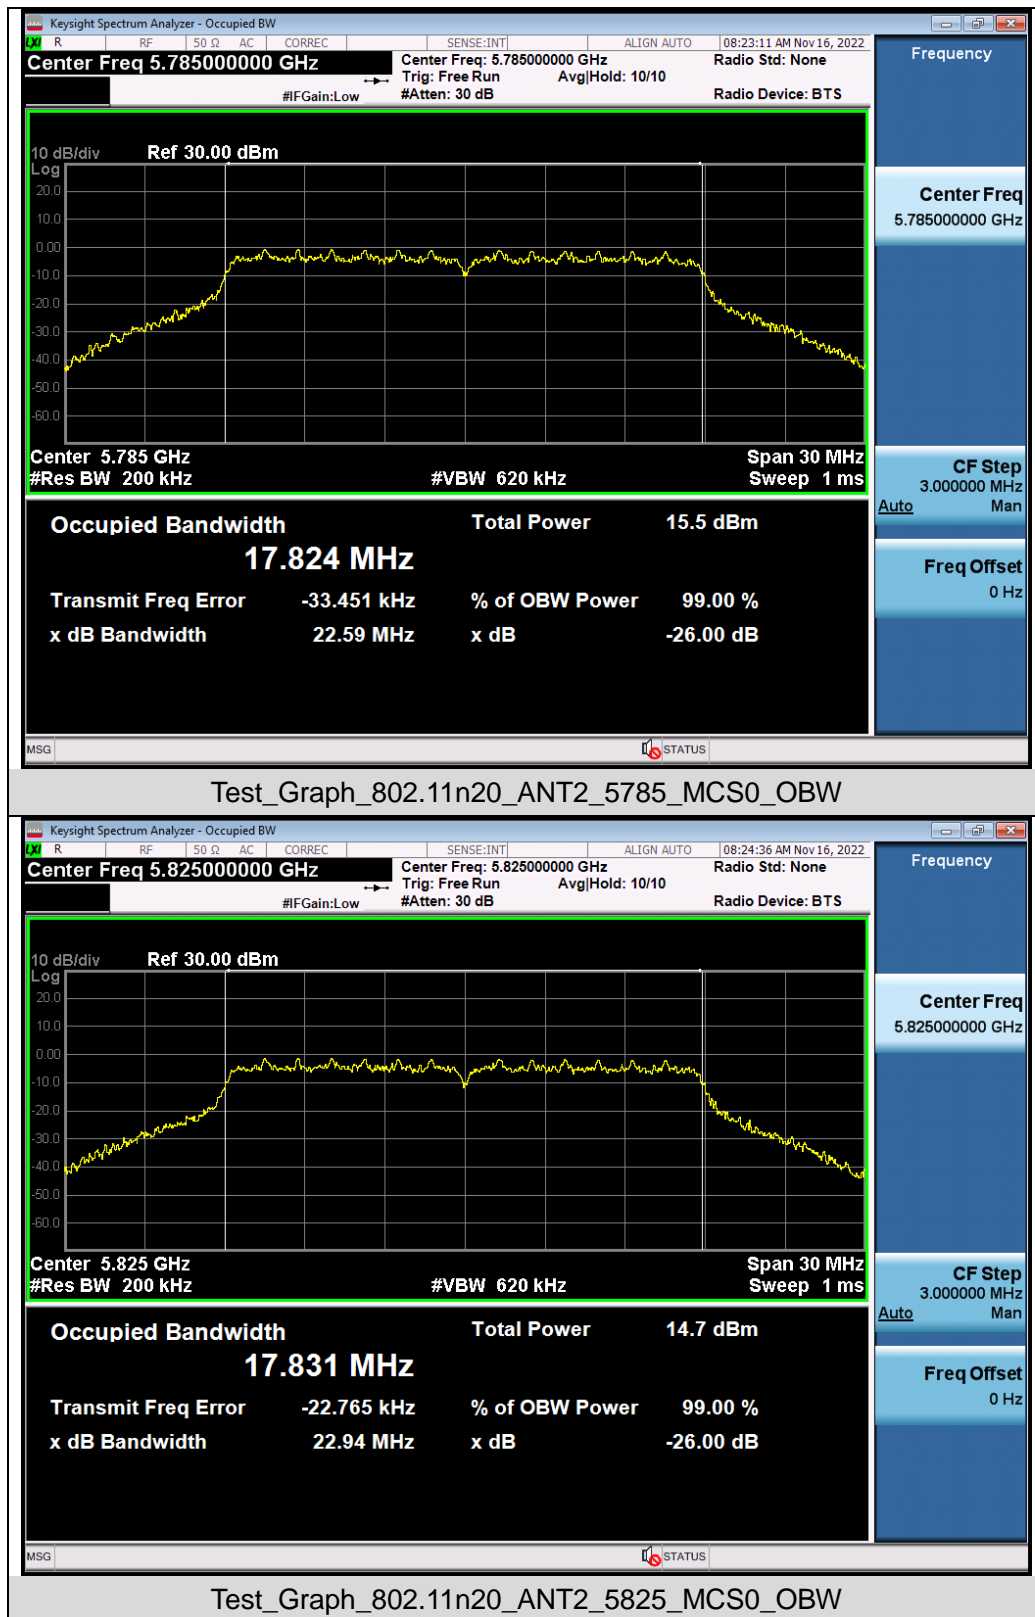 Keysight Spectrum Analyzer - Occupied BW
LXI R RF 50 Ω AC CORREC SENSE:INT ALIGN AUTO 08:23:11 AM Nov 16, 2022
Center Freq 5.785000000 GHz
Center Freq: 5.785000000 GHz Radio Std: None
Trig: Free Run Avg|Hold: 10/10
#IFGain:Low #Atten: 30 dB Radio Device: BTS
Frequency
10 dB/div Ref 30.00 dBm
Log
20.0
10.0
0.00
-10.0
-20.0
-30.0
-40.0
-50.0
-60.0
Center 5.785 GHz Span 30 MHz
#Res BW 200 kHz #VBW 620 kHz Sweep 1 ms
Center Freq
5.785000000 GHz
CF Step
3.000000 MHz
Auto Man
Freq Offset
0 Hz
Occupied Bandwidth Total Power 15.5 dBm
17.824 MHz
Transmit Freq Error -33.451 kHz % of OBW Power 99.00 %
x dB Bandwidth 22.59 MHz x dB -26.00 dB
MSG STATUS
Test_Graph_802.11n20_ANT2_5785_MCS0_OBW
Keysight Spectrum Analyzer - Occupied BW
LXI R RF 50 Ω AC CORREC SENSE:INT ALIGN AUTO 08:24:36 AM Nov 16, 2022
Center Freq 5.825000000 GHz
Center Freq: 5.825000000 GHz Radio Std: None
Trig: Free Run Avg|Hold: 10/10
#IFGain:Low #Atten: 30 dB Radio Device: BTS
Frequency
10 dB/div Ref 30.00 dBm
Log
20.0
10.0
0.00
-10.0
-20.0
-30.0
-40.0
-50.0
-60.0
Center 5.825 GHz Span 30 MHz
#Res BW 200 kHz #VBW 620 kHz Sweep 1 ms
Center Freq
5.825000000 GHz
CF Step
3.000000 MHz
Auto Man
Freq Offset
0 Hz
Occupied Bandwidth Total Power 14.7 dBm
17.831 MHz
Transmit Freq Error -22.765 kHz % of OBW Power 99.00 %
x dB Bandwidth 22.94 MHz x dB -26.00 dB
MSG STATUS
Test_Graph_802.11n20_ANT2_5825_MCS0_OBW